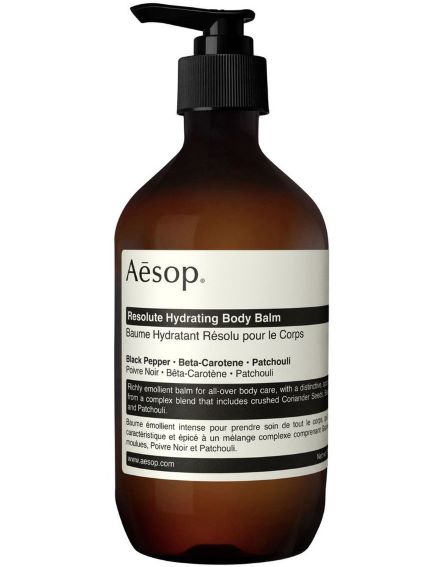 Aēsop®
Resolute Hydrating Body Balm
Baume Hydratant Résolu pour le Corps
Black Pepper • Beta-Carotene • Patchouli
Poivre Noir • Bêta-Carotène • Patchouli
Richly emollient balm for all-over body care, with a distinctive,
from a complex blend that includes crushed Coriander Seeds,
and Patchouli.
Baume émollient intense pour prendre soin de tout le corps,
caractéristique et épicé à un mélange complexe comprenant
moulues, Poivre Noir et Patchouli.
www.aesop.com